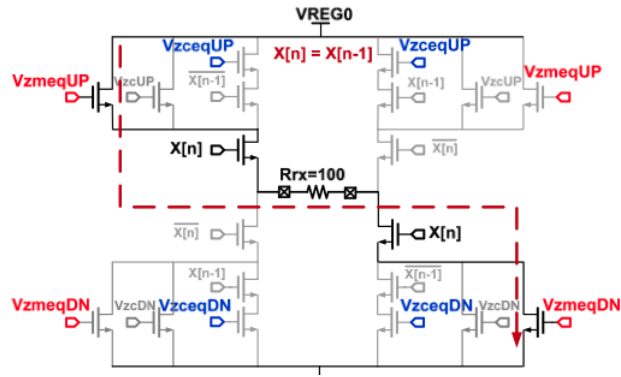 VREG0
VzceqUP X[n] = X[n-1] VzceqUP
VzmeqUP VzcUP X[n-1] X[n-1] VzcUP VzmeqUP
X[n] X[n]
Rrx=100
X[n] X[n]
X[n-1] X[n-1]
VzmeqDN VzcDN VzceqDN VzceqDN VzcDN VzmeqDN